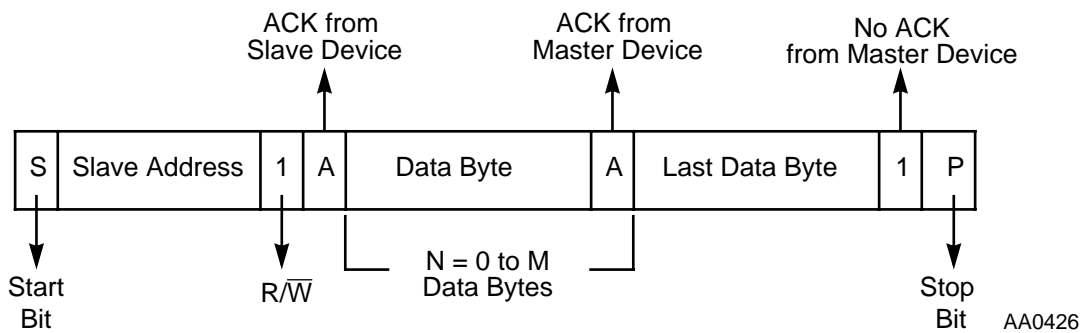 ACK from
Slave Device
ACK from
Master Device
No ACK
from Master Device
S
Slave Address
1
A
Data Byte
A
Last Data Byte
1
P
Start
Bit
R/W̅
N = 0 to M
Data Bytes
Stop
Bit
AA0426